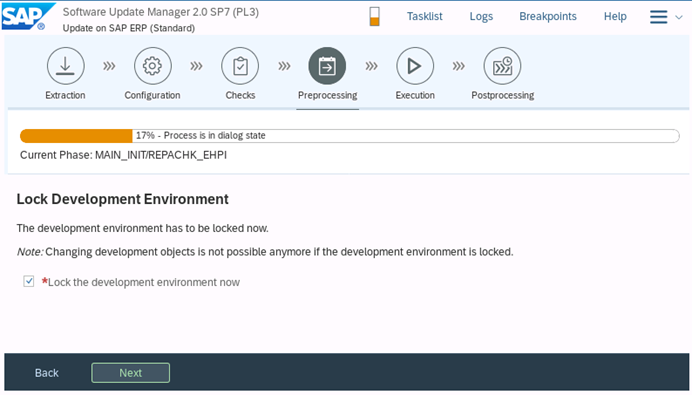 SAP
Software Update Manager 2.0 SP7 (PL3)
Update on SAP ERP (Standard)
Tasklist Logs Breakpoints Help
Extraction Configuration Checks Preprocessing Execution Postprocessing
17% - Process is in dialog state
Current Phase: MAIN_INIT/REPACHK_EHPI
Lock Development Environment
The development environment has to be locked now.
Note: Changing development objects is not possible anymore if the development environment is locked.
*Lock the development environment now
Back Next